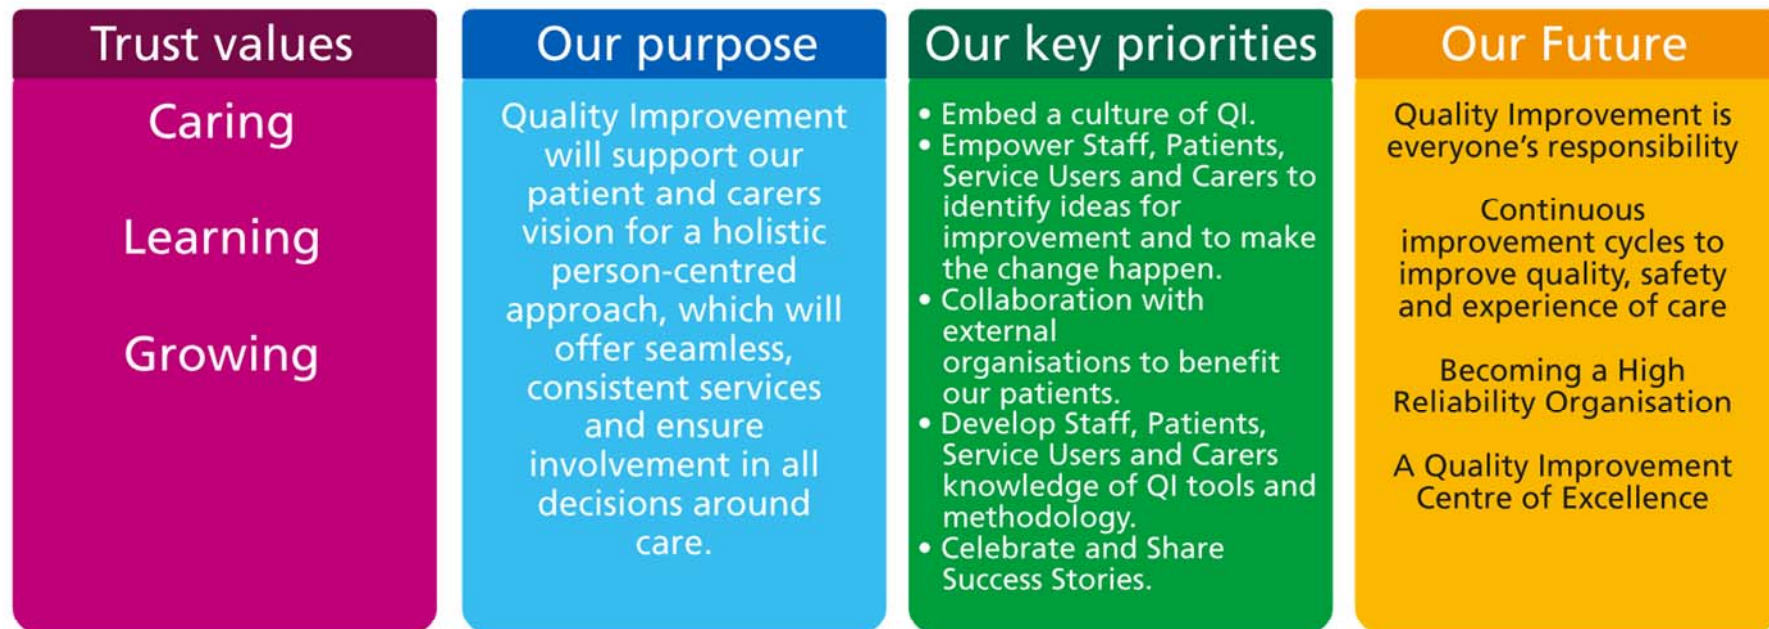 Trust values
Caring
Learning
Growing
Our purpose
Quality Improvement
will support our
patient and carers
vision for a holistic
person-centred
approach, which will
offer seamless,
consistent services
and ensure
involvement in all
decisions around
care.
Our key priorities
• Embed a culture of QI.
• Empower Staff, Patients,
Service Users and Carers to
identify ideas for
improvement and to make
the change happen.
• Collaboration with
external
organisations to benefit
our patients.
• Develop Staff, Patients,
Service Users and Carers
knowledge of QI tools and
methodology.
• Celebrate and Share
Success Stories.
Our Future
Quality Improvement is
everyone’s responsibility
Continuous
improvement cycles to
improve quality, safety
and experience of care
Becoming a High
Reliability Organisation
A Quality Improvement
Centre of Excellence